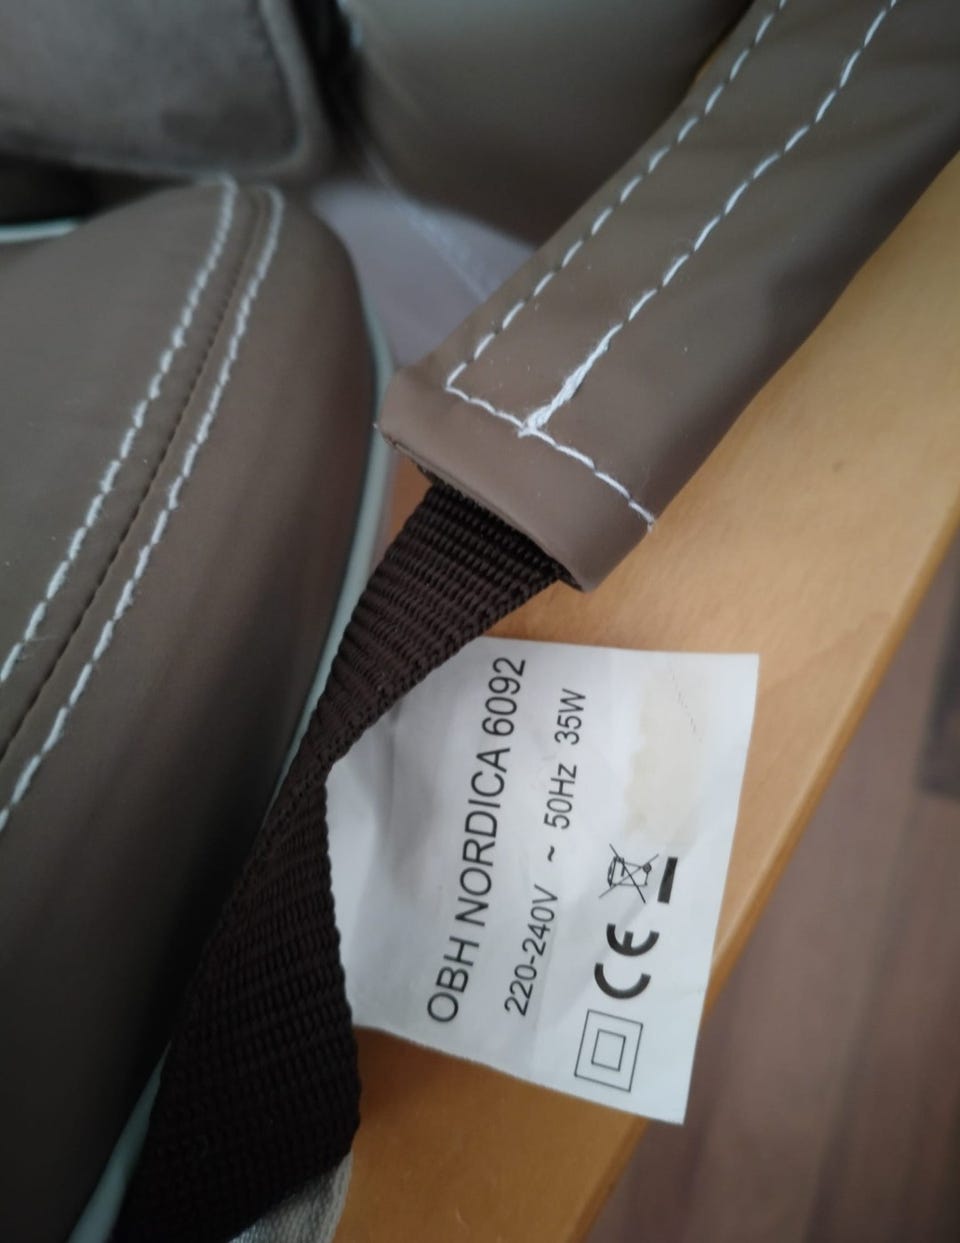 OBH NORDICA 6092
220-240V ~ 50Hz 35W
CE